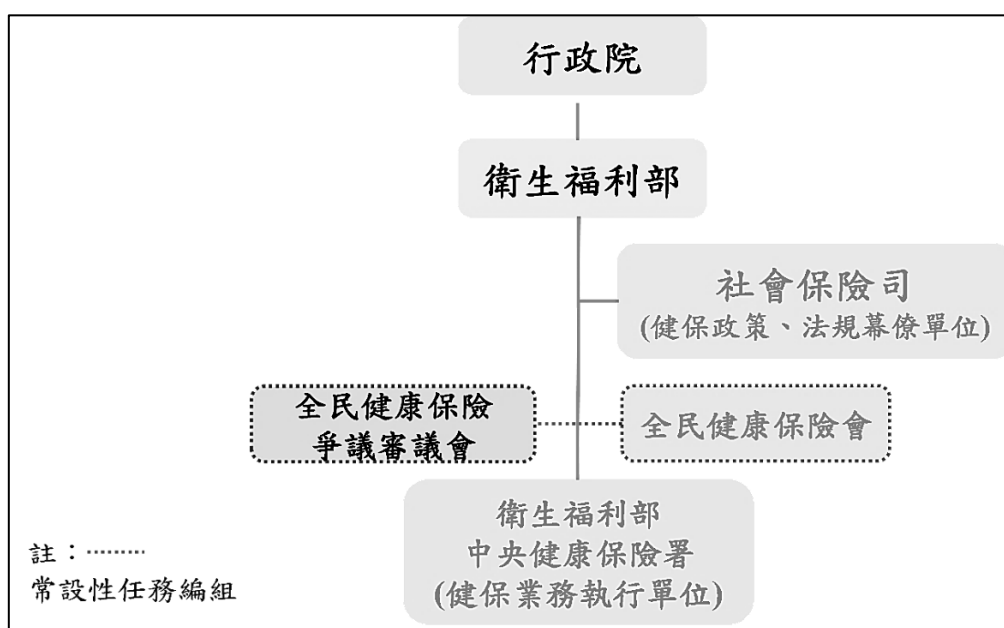 行政院
衛生福利部
社會保險司
(健保政策、法規幕僚單位)
全民健康保險
爭議審議會
全民健康保險會
衛生福利部
中央健康保險署
(健保業務執行單位)
註：………
常設性任務編組